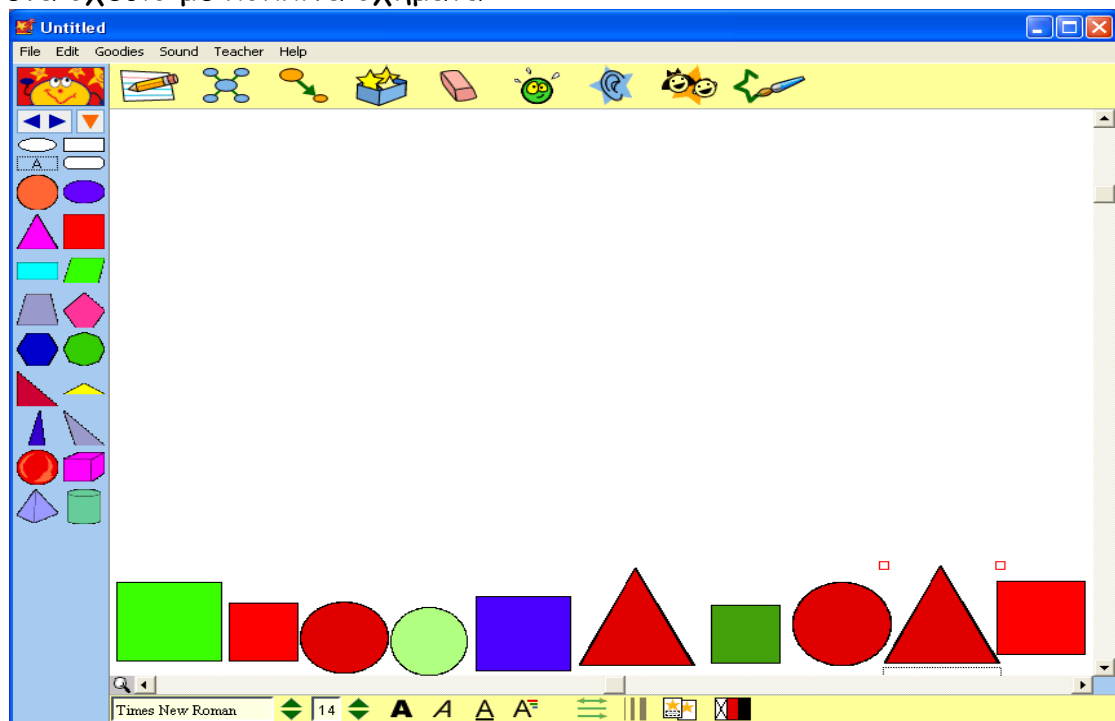 Untitled
File Edit Goodies Sound Teacher Help
A
Times New Roman 14 A A A A